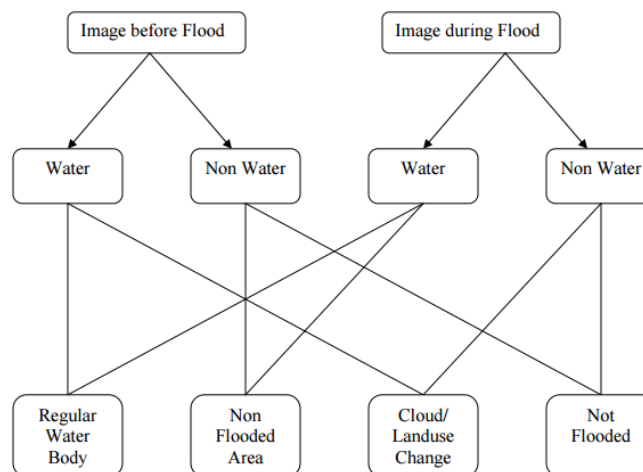 Image before Flood
Image during Flood
Water
Non Water
Water
Non Water
Regular
Water
Body
Non
Flooded
Area
Cloud/
Landuse
Change
Not
Flooded